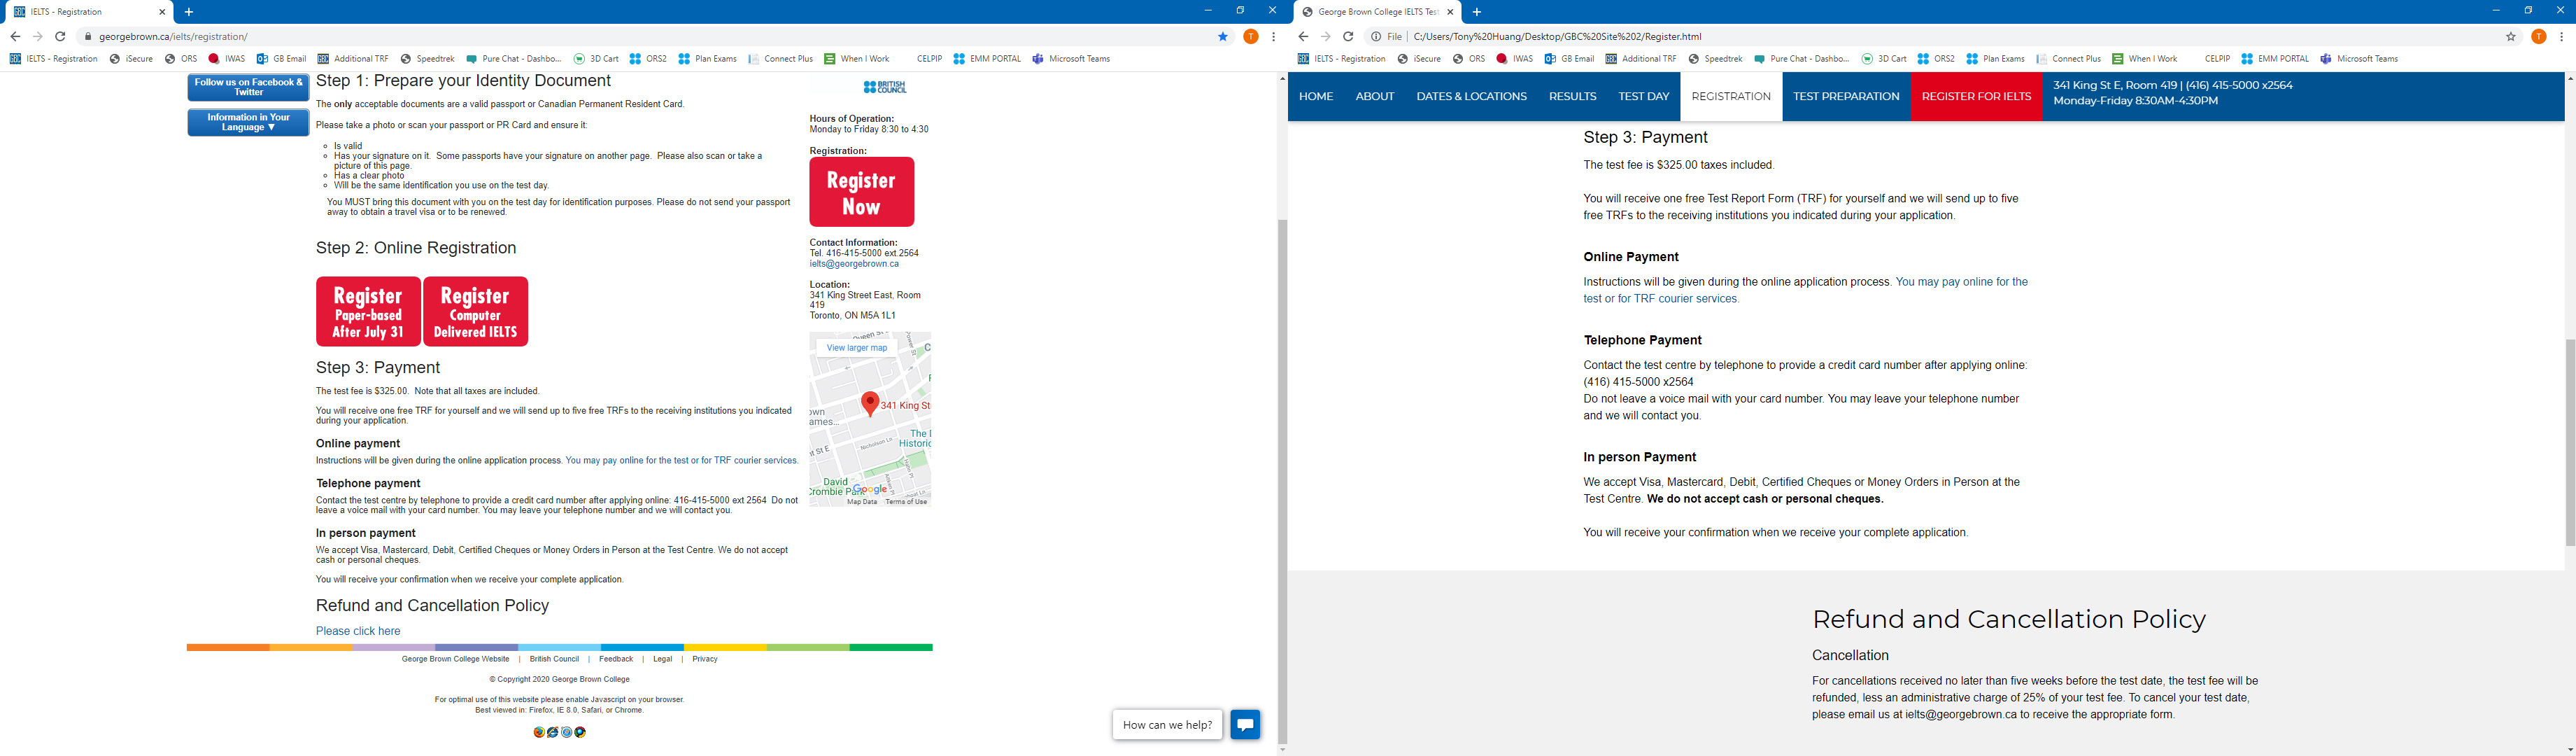 IELTS - Registration
georgebrown.ca/ielts/registration/
IELTS - Registration iSecure ORS IWAS GB Email Additional TRF Speedtrek Pure Chat - Dashbo... 3D Cart ORS2 Plan Exams Connect Plus When I Work CELPIP EMM PORTAL Microsoft Teams
Follow us on Facebook &
Twitter
Information in Your
Language ▼
Step 1: Prepare your Identity Document
The only acceptable documents are a valid passport or Canadian Permanent Resident Card.
Please take a photo or scan your passport or PR Card and ensure it:
Is valid
Has your signature on it. Some passports have your signature on another page. Please also scan or take a
picture of this page.
Has a clear photo
Will be the same identification you use on the test day.
You MUST bring this document with you on the test day for identification purposes. Please do not send your passport
away to obtain a travel visa or to be renewed.
Step 2: Online Registration
Register
Paper-based
After July 31
Register
Computer
Delivered IELTS
Step 3: Payment
The test fee is $325.00. Note that all taxes are included.
You will receive one free TRF for yourself and we will send up to five free TRFs to the receiving institutions you indicated
during your application.
Online payment
Instructions will be given during the online application process. You may pay online for the test or for TRF courier services.
Telephone payment
Contact the test centre by telephone to provide a credit card number after applying online: 416-415-5000 ext 2564 Do not
leave a voice mail with your card number. You may leave your telephone number and we will contact you.
In person payment
We accept Visa, Mastercard, Debit, Certified Cheques or Money Orders in Person at the Test Centre. We do not accept
cash or personal cheques.
You will receive your confirmation when we receive your complete application.
Refund and Cancellation Policy
Please click here
BRITISH
COUNCIL
Hours of Operation:
Monday to Friday 8:30 to 4:30
Registration:
Register
Now
Contact Information:
Tel. 416-415-5000 ext.2564
ielts@georgebrown.ca
Location:
341 King Street East, Room
419
Toronto, ON M5A 1L1
View larger map
341 King St
Nicholson Ln
The
Historic
David
Crombie Park
Google
Map Data Terms of Use
George Brown College Website | British Council | Feedback | Legal | Privacy
© Copyright 2020 George Brown College
For optimal use of this website please enable Javascript on your browser.
Best viewed in: Firefox, IE 8.0, Safari, or Chrome.
How can we help?
George Brown College IELTS Test
File C:/Users/Tony%20Huang/Desktop/GBC%20Site%202/Register.html
IELTS - Registration iSecure ORS IWAS GB Email Additional TRF Speedtrek Pure Chat - Dashbo... 3D Cart ORS2 Plan Exams Connect Plus When I Work CELPIP EMM PORTAL Microsoft Teams
HOME ABOUT DATES & LOCATIONS RESULTS TEST DAY REGISTRATION TEST PREPARATION REGISTER FOR IELTS
341 King St E, Room 419 | (416) 415-5000 x2564
Monday-Friday 8:30AM-4:30PM
Step 3: Payment
The test fee is $325.00 taxes included.
You will receive one free Test Report Form (TRF) for yourself and we will send up to five
free TRFs to the receiving institutions you indicated during your application.
Online Payment
Instructions will be given during the online application process. You may pay online for the
test or for TRF courier services.
Telephone Payment
Contact the test centre by telephone to provide a credit card number after applying online:
(416) 415-5000 x2564
Do not leave a voice mail with your card number. You may leave your telephone number
and we will contact you.
In person Payment
We accept Visa, Mastercard, Debit, Certified Cheques or Money Orders in Person at the
Test Centre. We do not accept cash or personal cheques.
You will receive your confirmation when we receive your complete application.
Refund and Cancellation Policy
Cancellation
For cancellations received no later than five weeks before the test date, the test fee will be
refunded, less an administrative charge of 25% of your test fee. To cancel your test date,
please email us at ielts@georgebrown.ca to receive the appropriate form.